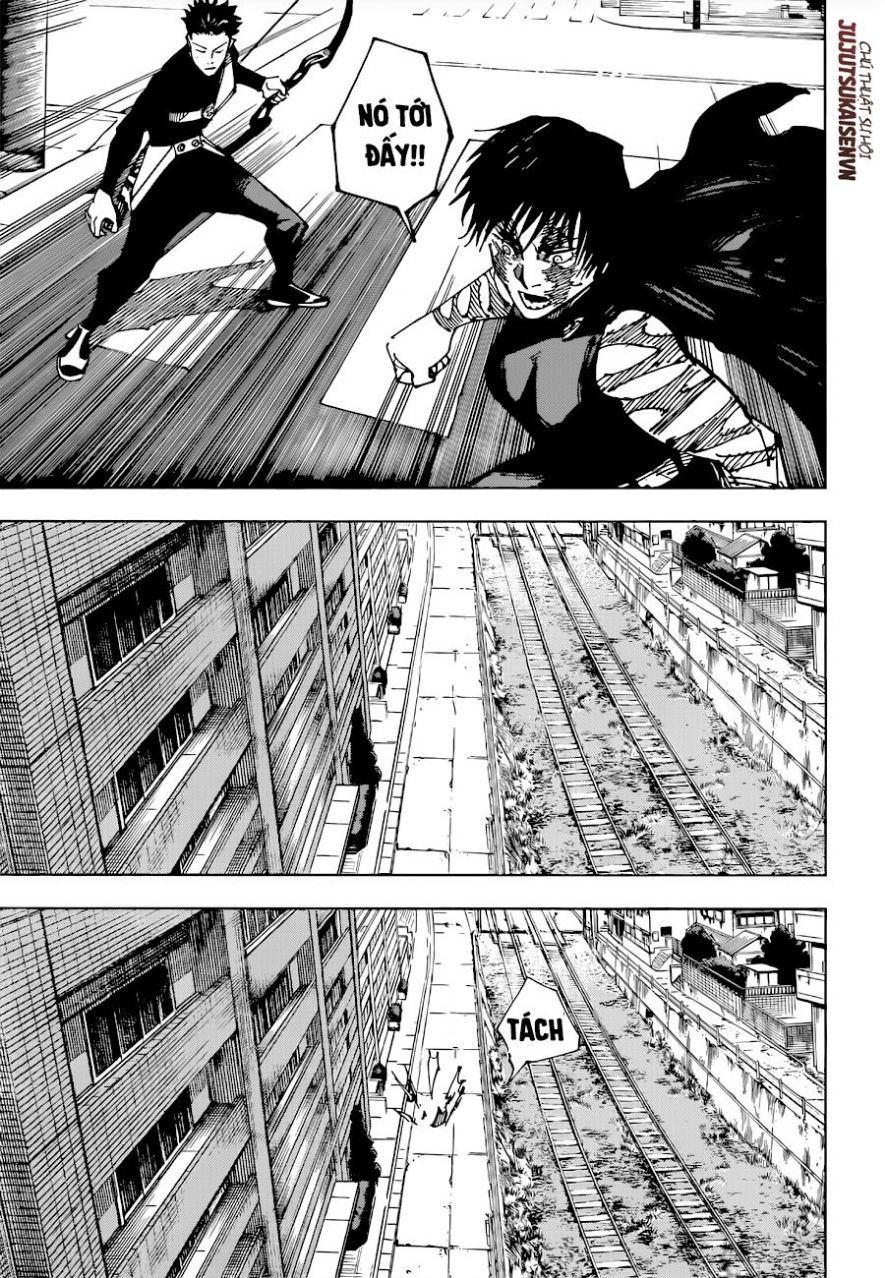 CHÚ THUẬT SƯ HỒI
JUJUTSUKAISENVN
NÓ TỚI
ĐẤY!!
TÁCH